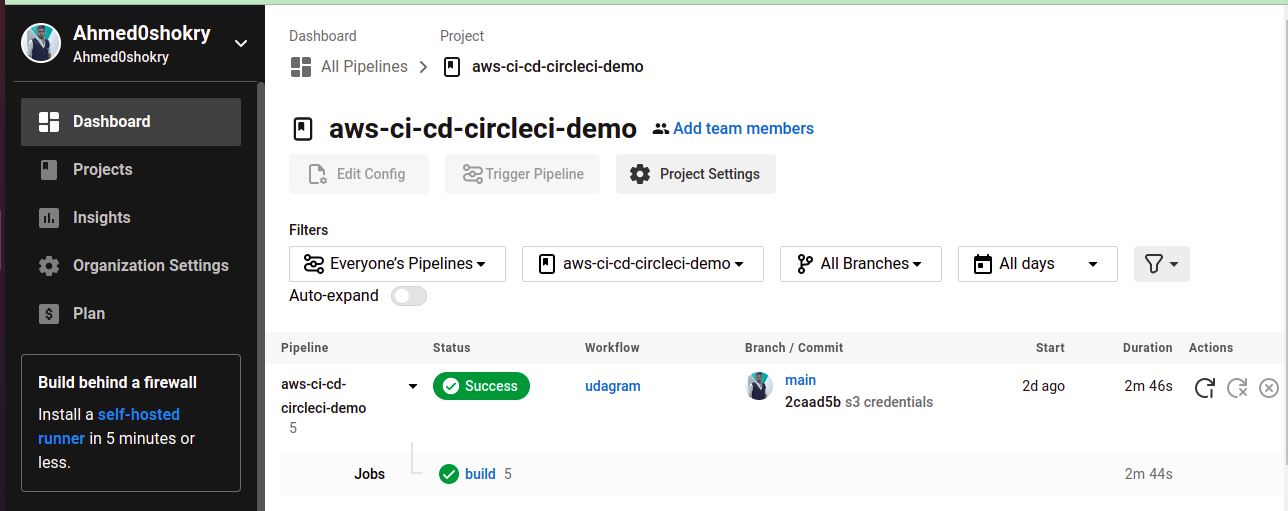 Ahmed0shokry
Ahmed0shokry
Dashboard
Projects
Insights
Organization Settings
Plan
Build behind a firewall
Install a self-hosted
runner in 5 minutes or
less.
Dashboard Project
All Pipelines aws-ci-cd-circleci-demo
aws-ci-cd-circleci-demo Add team members
Edit Config Trigger Pipeline Project Settings
Filters
Everyone’s Pipelines aws-ci-cd-circleci-demo All Branches All days
Auto-expand
Pipeline Status Workflow Branch / Commit Start Duration Actions
aws-ci-cd- Success udagram main 2d ago 2m 46s
circleci-demo 2caad5b s3 credentials
5
Jobs build 5 2m 44s